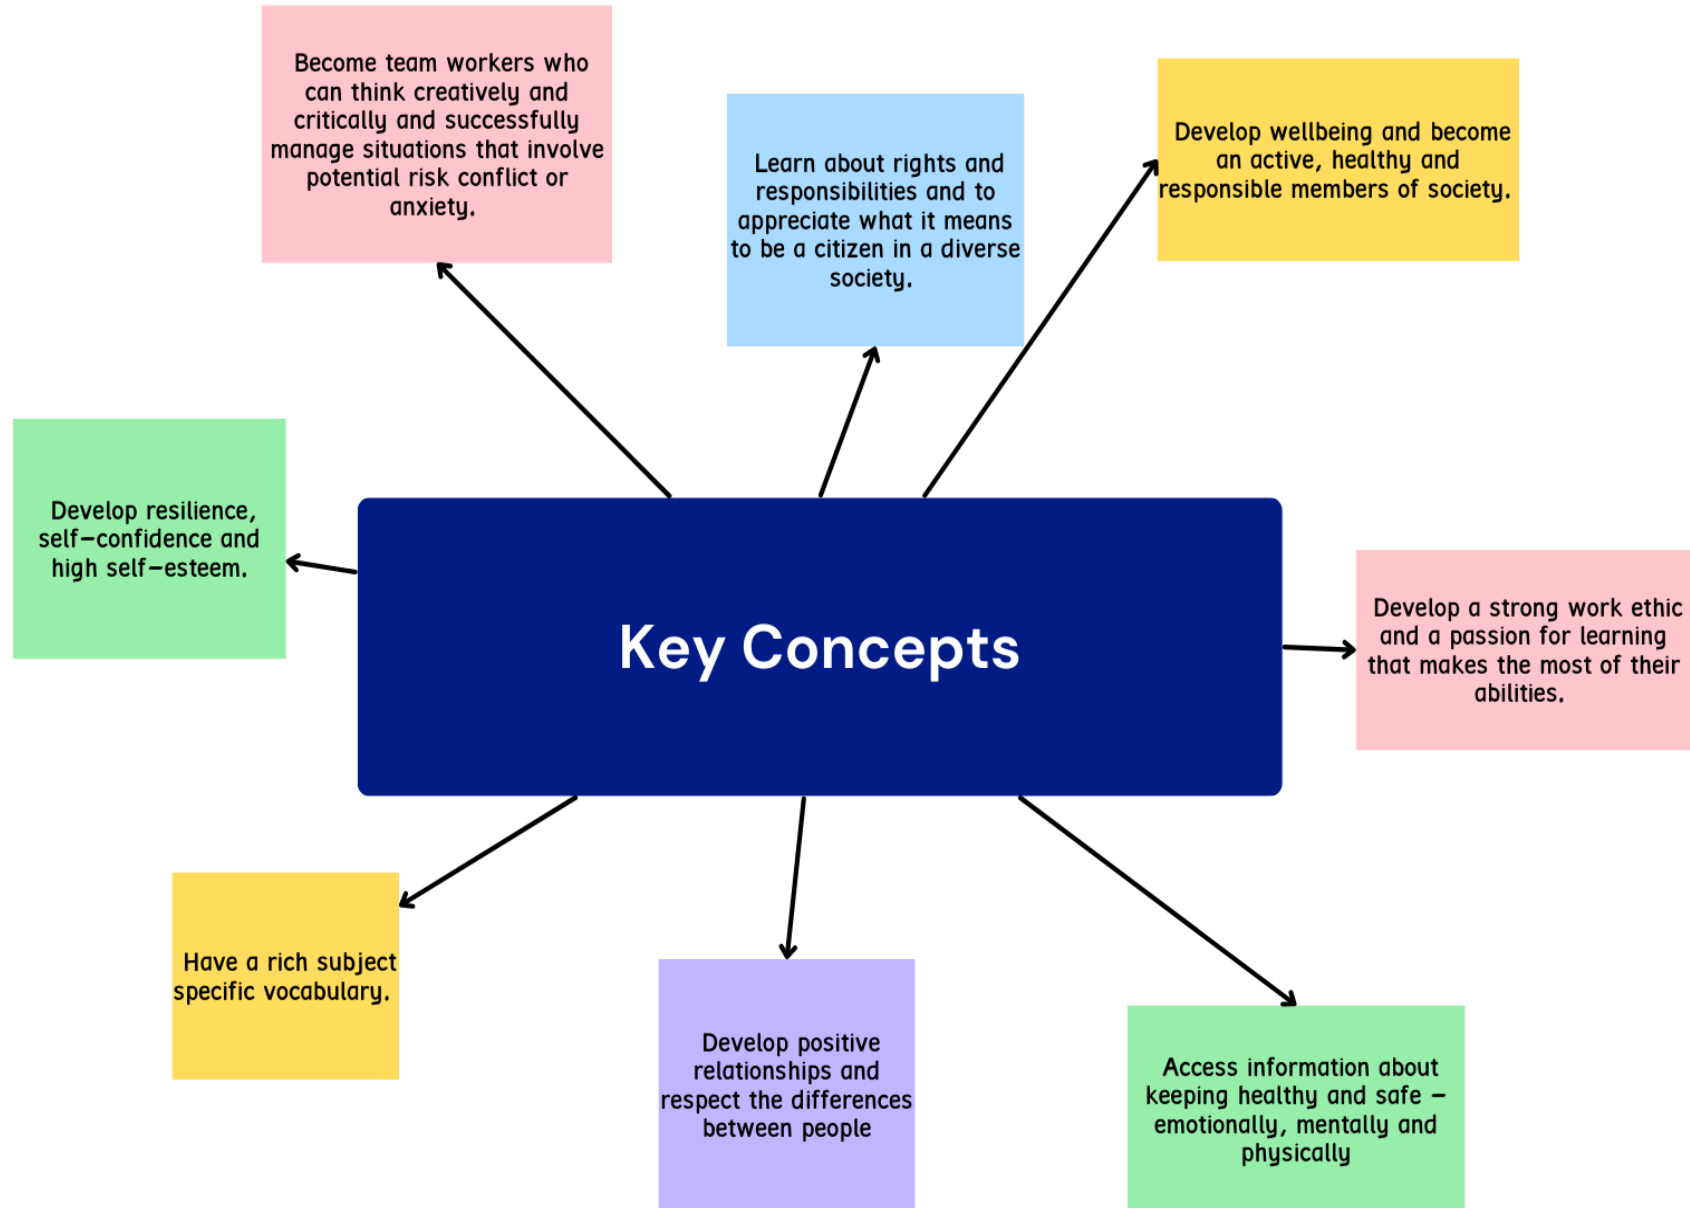 Become team workers who
can think creatively and
critically and successfully
manage situations that involve
potential risk conflict or
anxiety.
Learn about rights and
responsibilities and to
appreciate what it means
to be a citizen in a diverse
society.
Develop wellbeing and become
an active, healthy and
responsible members of society.
Develop resilience,
self-confidence and
high self-esteem.
Key Concepts
Develop a strong work ethic
and a passion for learning
that makes the most of their
abilities.
Have a rich subject
specific vocabulary.
Develop positive
relationships and
respect the differences
between people
Access information about
keeping healthy and safe –
emotionally, mentally and
physically